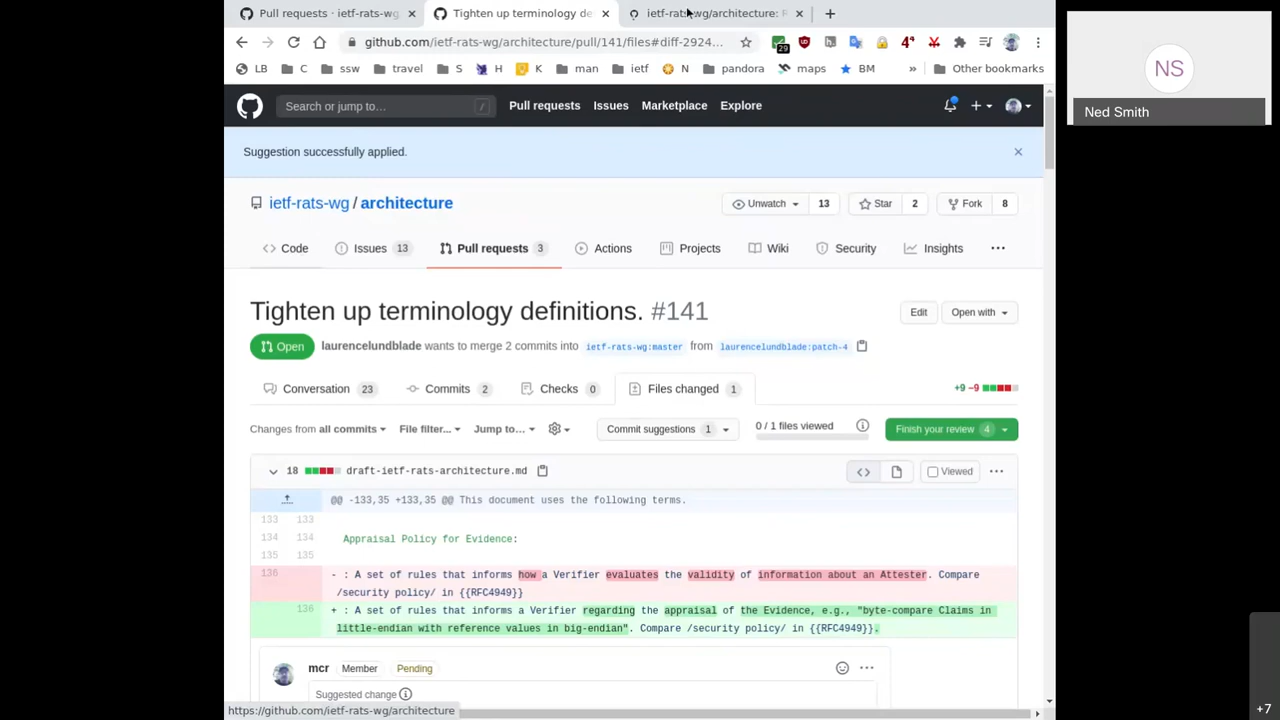 Pull requests · ietf-rats-wg
Tighten up terminology de
ietf-rats-wg/architecture:
github.com/ietf-rats-wg/architecture/pull/141/files#diff-2924...
29
LB
C
ssw
travel
S
H
K
man
ietf
N
pandora
maps
BM
»
Other bookmarks
Search or jump to...
/
Pull requests
Issues
Marketplace
Explore
Suggestion successfully applied.
ietf-rats-wg / architecture
Unwatch
13
Star
2
Fork
8
Code
Issues 13
Pull requests 3
Actions
Projects
Wiki
Security
Insights
Tighten up terminology definitions. #141
Edit
Open with
Open
laurencelundblade wants to merge 2 commits into ietf-rats-wg:master from laurencelundblade:patch-4
Conversation 23
Commits 2
Checks 0
Files changed 1
+9 −9
Changes from all commits
File filter...
Jump to...
Commit suggestions 1
0 / 1 files viewed
Finish your review 4
18 draft-ietf-rats-architecture.md
Viewed
@@ -133,35 +133,35 @@ This document uses the following terms.
133 133
134 134 Appraisal Policy for Evidence:
135 135
136 - : A set of rules that informs how a Verifier evaluates the validity of information about an Attester. Compare
/security policy/ in {{RFC4949}}
136 + : A set of rules that informs a Verifier regarding the appraisal of the Evidence, e.g., "byte-compare Claims in
little-endian with reference values in big-endian". Compare /security policy/ in {{RFC4949}}.
mcr Member Pending
Suggested change
https://github.com/ietf-rats-wg/architecture
NS
Ned Smith
+7